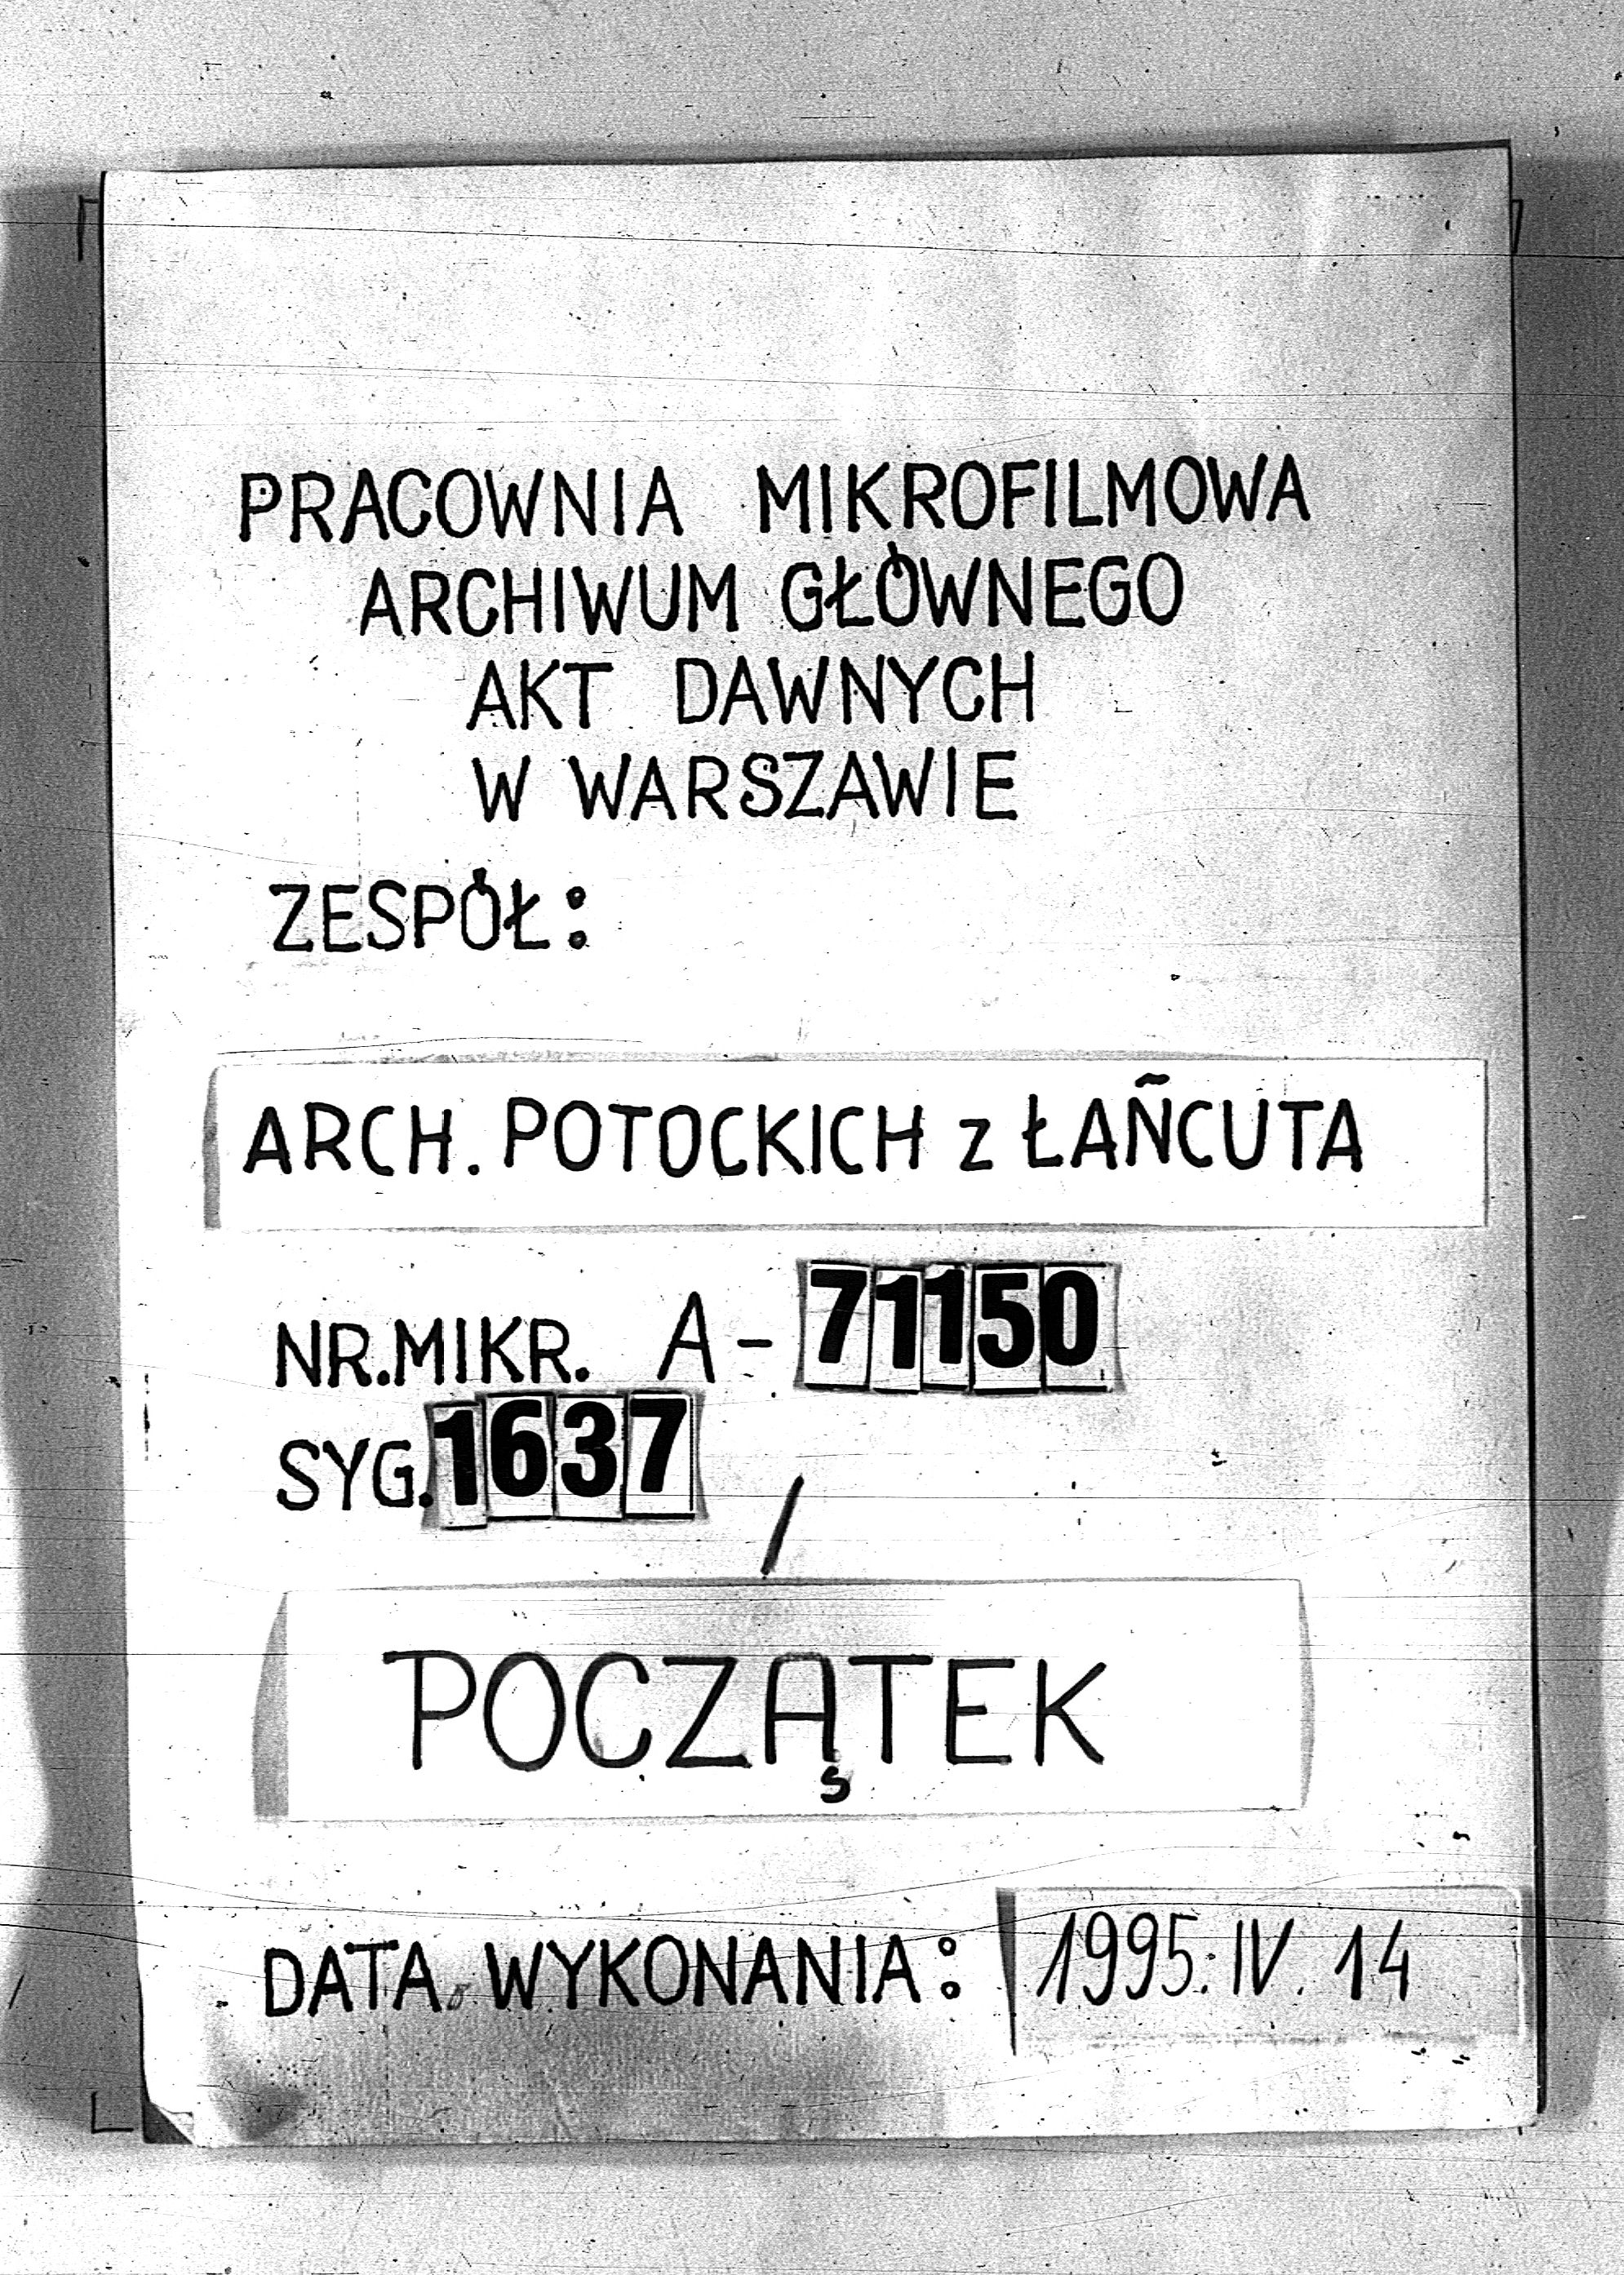 PRACOWNIA MIKROFILMOWA
ARCHIWUM GŁÓWNEGO
AKT DAWNYCH
W WARSZAWIE
ZESPÓŁ:
ARCH. POTOCKICH z ŁAÑCUTA
NR. MIKR. A- 71150
SYG. 1637 /
POCZĄTEK
DATA WYKONANIA: 1995. IV. 14